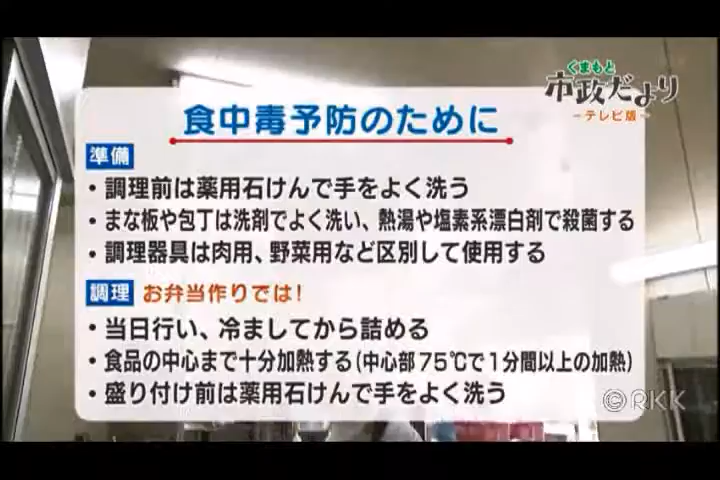 くまもと
市政だより
-テレビ版-
食中毒予防のために
準備
・調理前は薬用石けんで手をよく洗う
・まな板や包丁は洗剤でよく洗い、熱湯や塩素系漂白剤で殺菌する
・調理器具は肉用、野菜用など区別して使用する
調理 お弁当作りでは!
・当日行い、冷ましてから詰める
・食品の中心まで十分加熱する(中心部75℃で1分間以上の加熱)
・盛り付け前は薬用石けんで手をよく洗う
©RKK